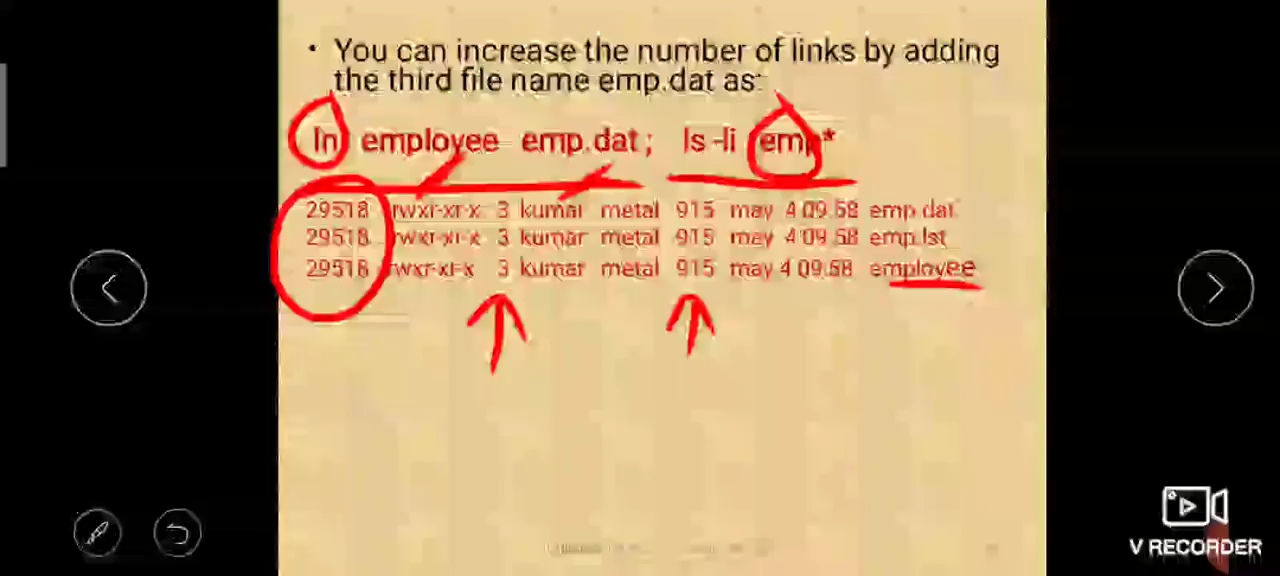 • You can increase the number of links by adding
the third file name emp.dat as:
ln employee emp.dat ; ls -li emp*
29518 rwxr-xr-x 3 kumar metal 915 may 4 09.58 emp.dat
29518 rwxr-xr-x 3 kumar metal 915 may 4 09.58 emp.lst
29518 rwxr-xr-x 3 kumar metal 915 may 4 09.58 employee
V RECORDER